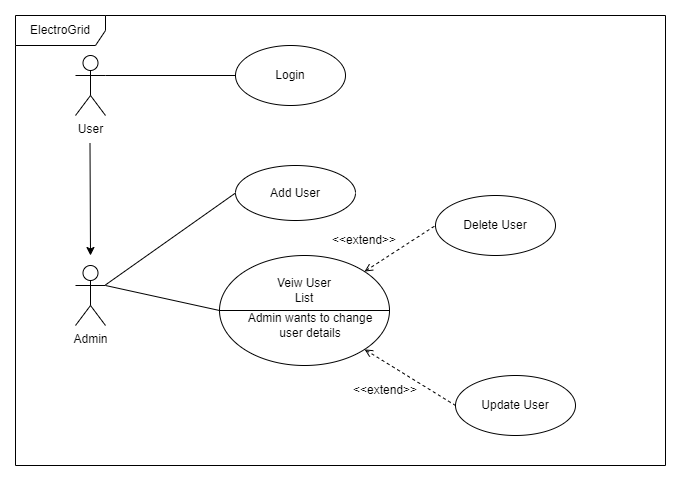 ElectroGrid
Login
User
Add User
Delete User
<<extend>>
Veiw User
List
Admin wants to change
user details
Admin
<<extend>>
Update User